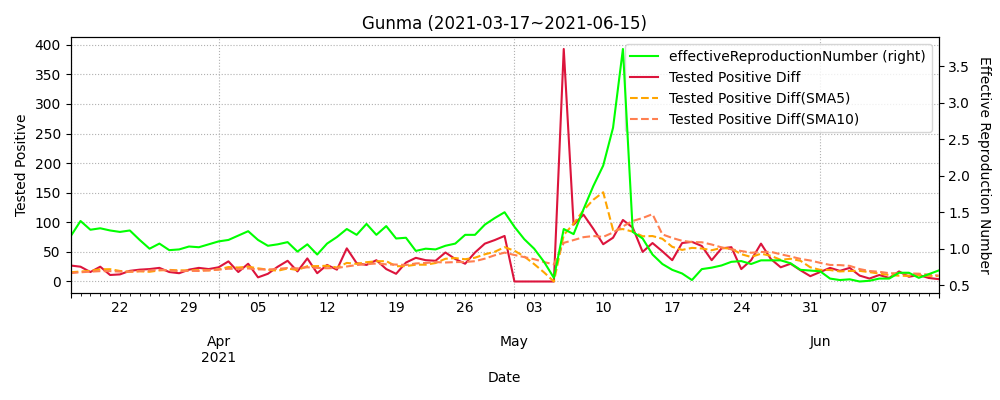 Gunma (2021-03-17~2021-06-15)
effectiveReproductionNumber (right)
Tested Positive Diff
Tested Positive Diff(SMA5)
Tested Positive Diff(SMA10)
Tested Positive
400
350
300
250
200
150
100
50
0
3.5
3.0
2.5
2.0
1.5
1.0
0.5
Effective Reproduction Number
22 29 05 12 19 26 03 10 17 24 31 07
Apr May Jun
2021
Date